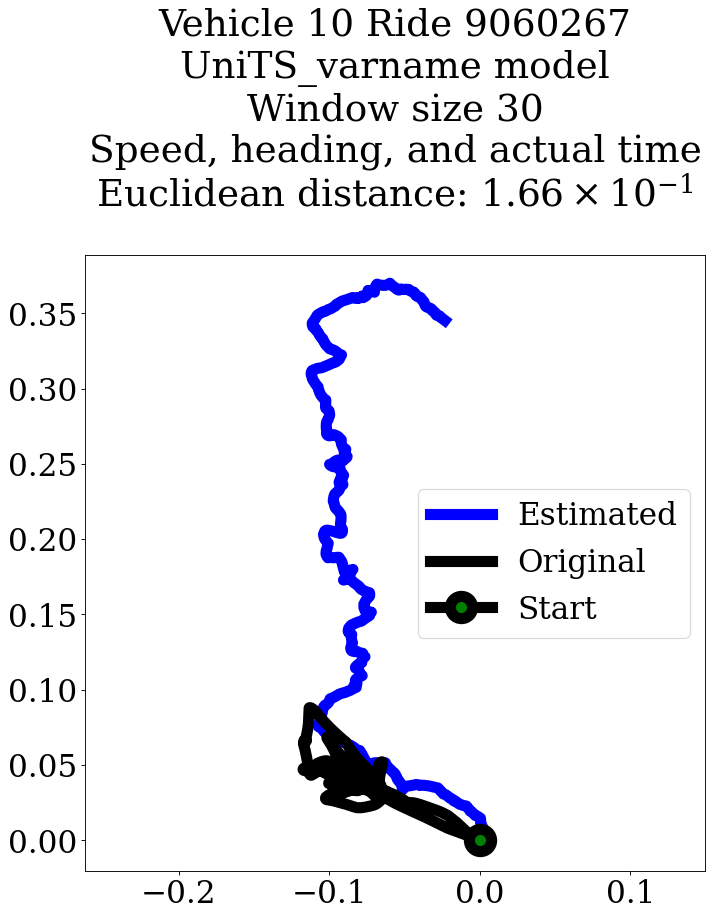 Vehicle 10 Ride 9060267
UniTS_varname model
Window size 30
Speed, heading, and actual time
Euclidean distance: 1.66 × 10⁻¹
0.35
0.30
0.25
0.20
0.15
0.10
0.05
0.00
Estimated
Original
Start
−0.2
−0.1
0.0
0.1